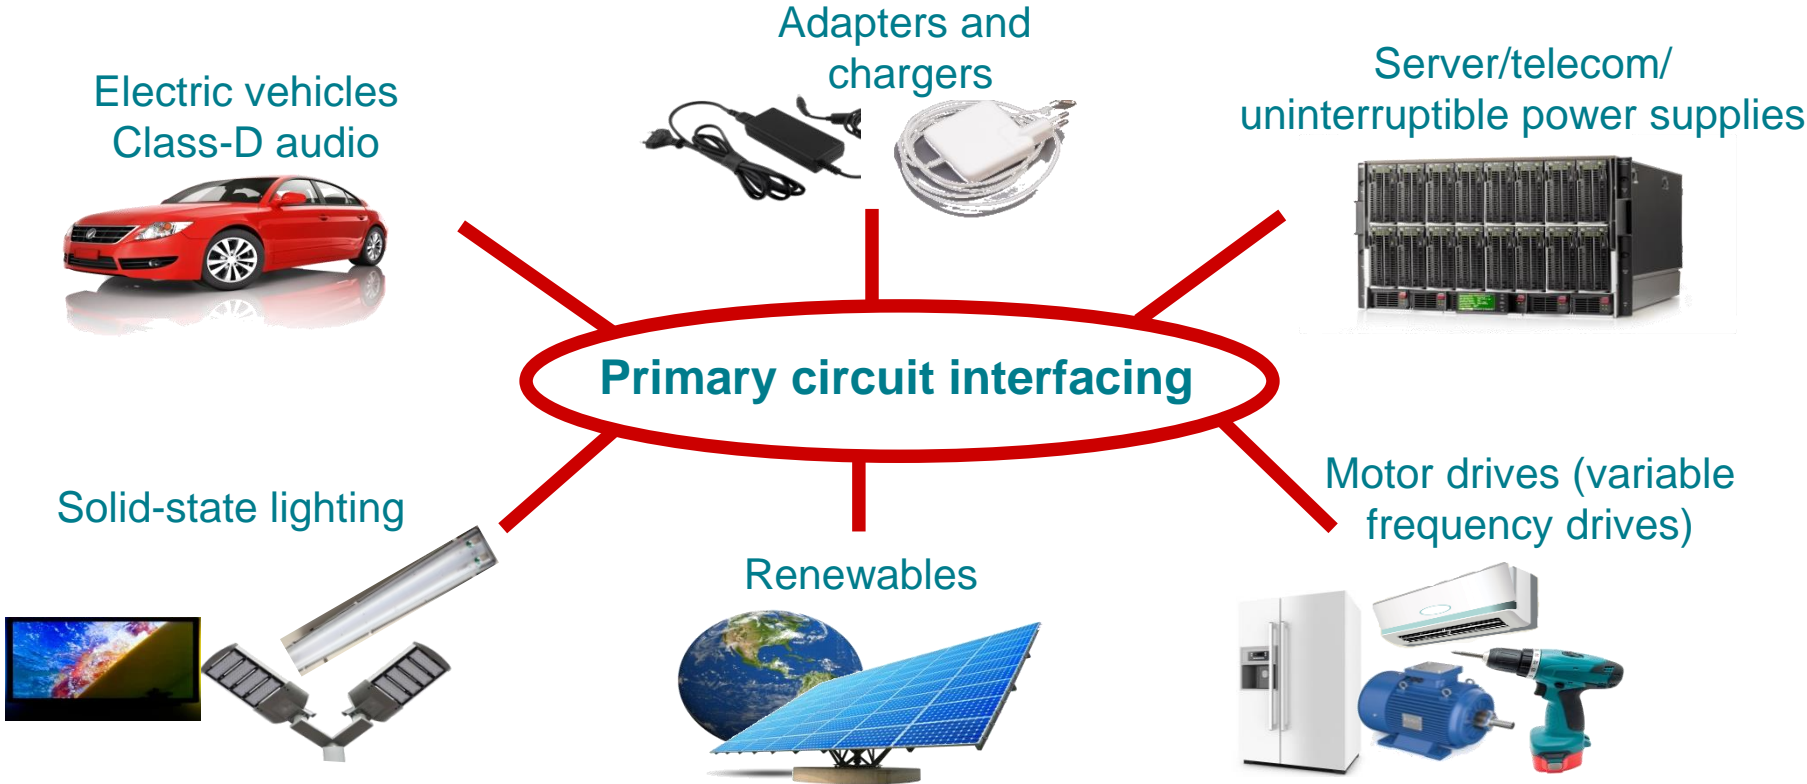 Adapters and
chargers
Electric vehicles
Class-D audio
Server/telecom/
uninterruptible power supplies
Primary circuit interfacing
Solid-state lighting
Renewables
Motor drives (variable
frequency drives)